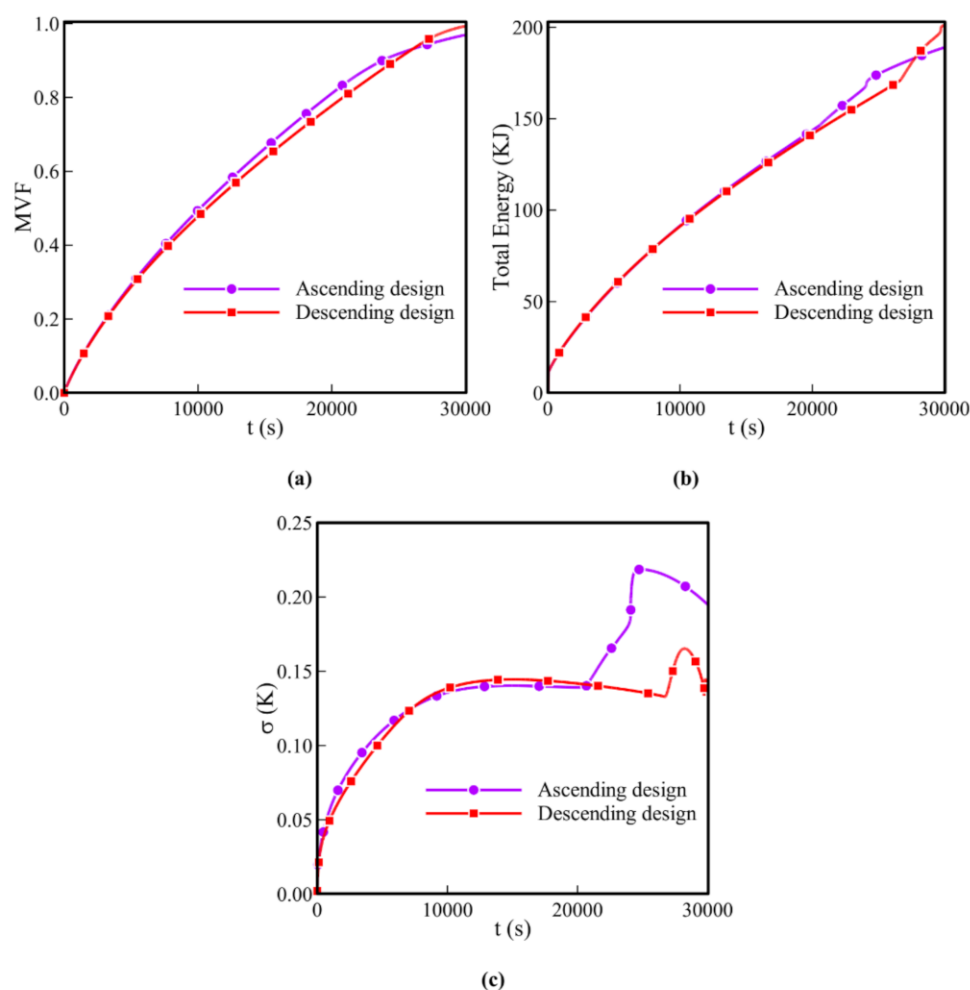 1.0
0.8
0.6
0.4
0.2
0.0
MVF
Ascending design
Descending design
0
10000
20000
30000
t (s)
(a)
200
150
100
50
0
Total Energy (KJ)
Ascending design
Descending design
0
10000
20000
30000
t (s)
(b)
0.25
0.20
0.15
0.10
0.05
0.00
σ (K)
Ascending design
Descending design
0
10000
20000
30000
t (s)
(c)